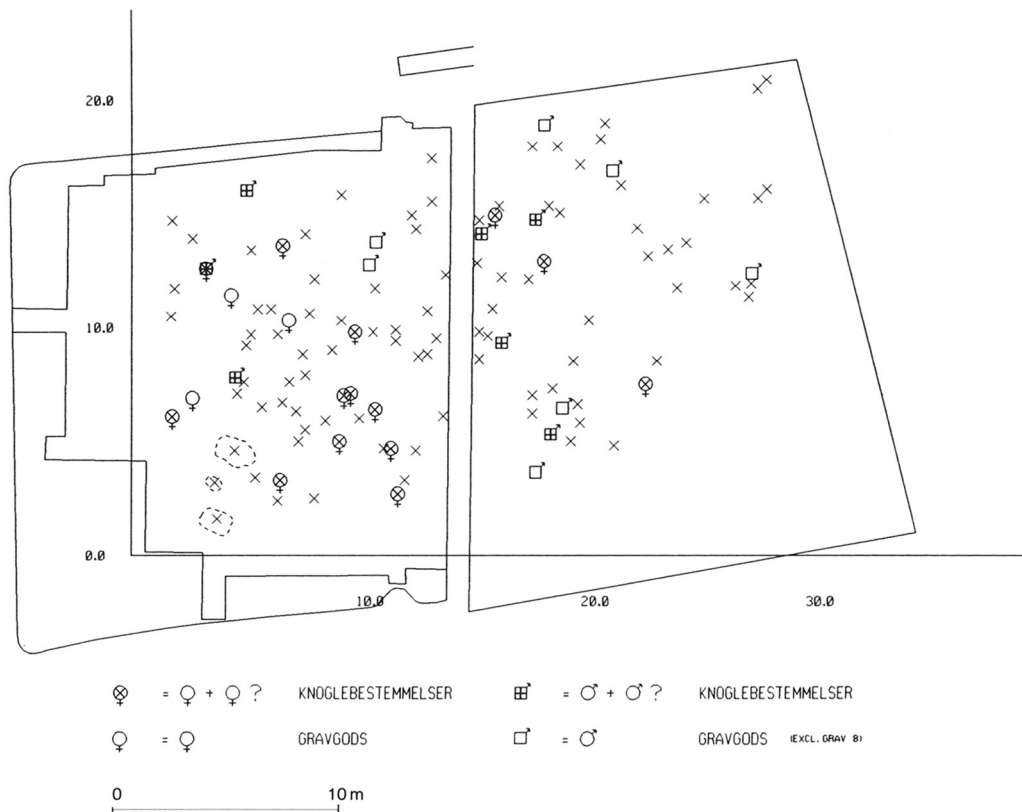 20.0
10.0
0.0
10.0 20.0 30.0
⊗ = ♀ + ♀ ? KNOGLEBESTEMMELSER
⊞ = ♂ + ♂ ? KNOGLEBESTEMMELSER
♀ = ♀ GRAVGODS
□ = ♂ GRAVGODS (EXCL. GRAV 8)
0 10 m